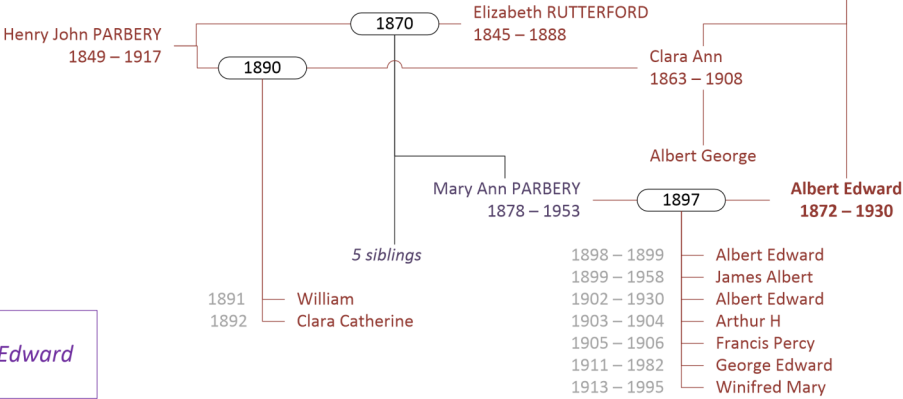 Henry John PARBERY
1849 – 1917
1870
Elizabeth RUTTERFORD
1845 – 1888
1890
Clara Ann
1863 – 1908
Albert George
Mary Ann PARBERY
1878 – 1953
1897
Albert Edward
1872 – 1930
5 siblings
1891 William
1892 Clara Catherine
1898 – 1899 Albert Edward
1899 – 1958 James Albert
1902 – 1930 Albert Edward
1903 – 1904 Arthur H
1905 – 1906 Francis Percy
1911 – 1982 George Edward
1913 – 1995 Winifred Mary
Edward